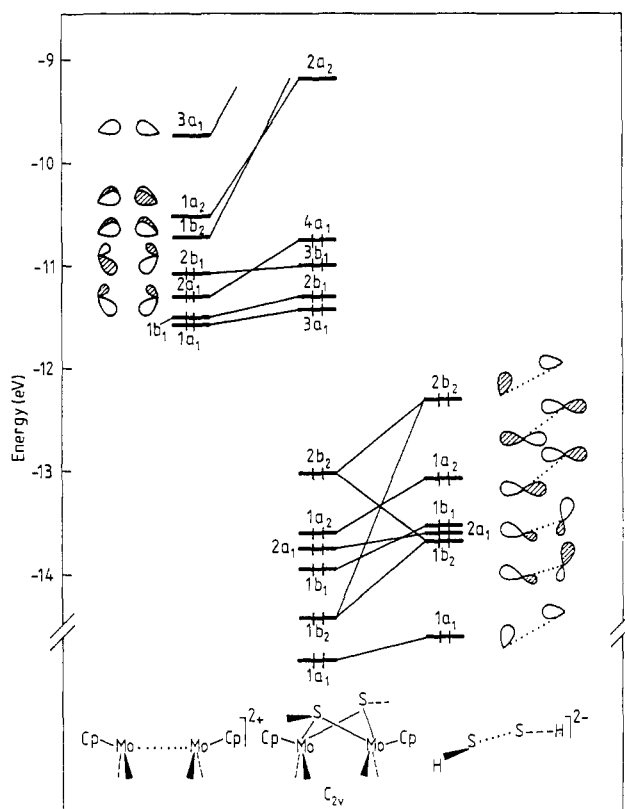 -9
2a₂
3a₁
-10
1a₂
1b₂
4a₁
3b₁
-11
2b₁
2a₁
2b₁
1b₁
1a₁
3a₁
-12
2b₂
Energy (eV)
-13
2b₂
1a₂
1a₂
1b₁
2a₁
2a₁
1b₂
1b₁
-14
1b₂
1a₁
1a₁
Cp Mo Mo Cp 2+
S S Cp Mo Mo Cp
H S S H 2-
C₂ᵥ